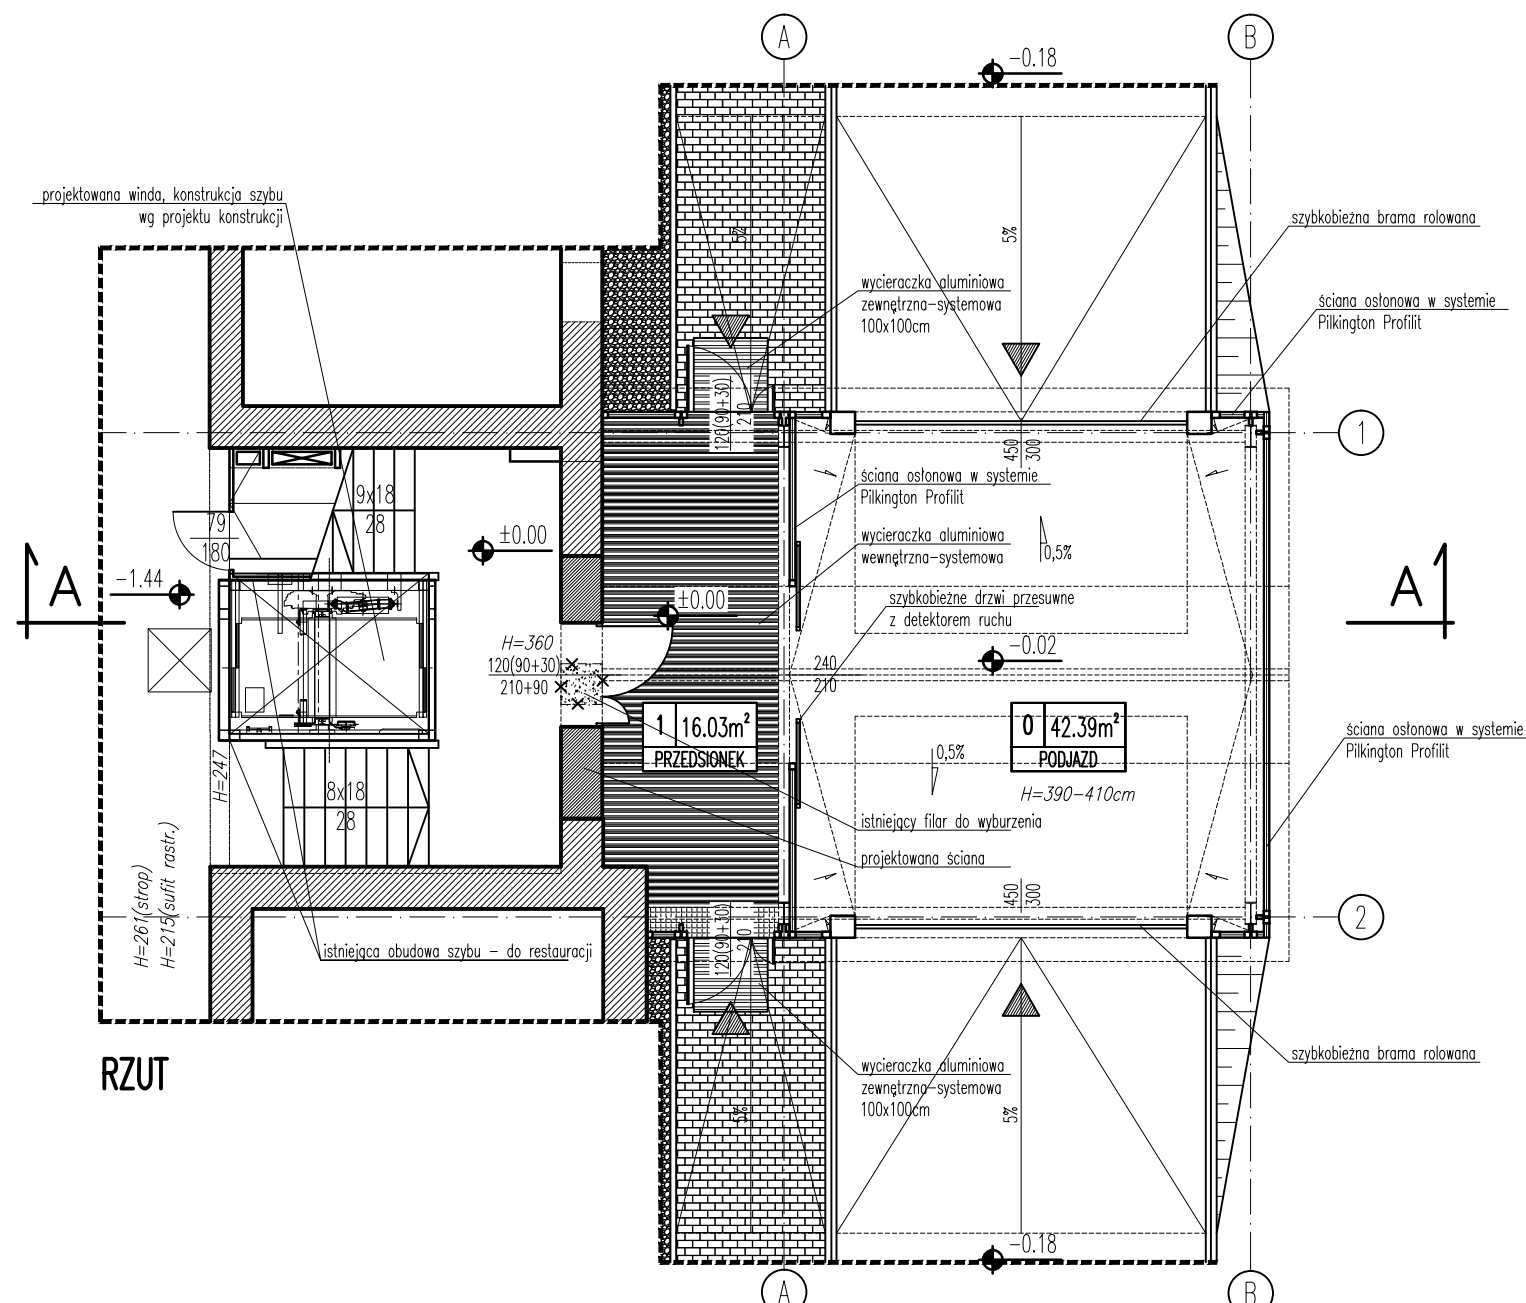 A
B
-0.18
projektowana winda, konstrukcja szybu
wg projektu konstrukcji
szybkobieżna brama rolowana
5%
5%
wycieraczka aluminiowa
zewnętrzna-systemowa
100x100cm
ściana osłonowa w systemie
Pilkington Profilit
120(90+30)
210
1
450
300
ściana osłonowa w systemie
Pilkington Profilit
9x18
28
79
180
±0.00
wycieraczka aluminiowa
wewnętrzna-systemowa
0,5%
A
-1.44
A
±0.00
szybkobieżne drzwi przesuwne
z detektorem ruchu
H=360
120(90+30)
210+90
-0.02
240
210
1 16.03m²
PRZEDSIONEK
0 42.39m²
PODJAZD
H=390-410cm
ściana osłonowa w systemie
Pilkington Profilit
0,5%
H=247
8x18
28
istniejący filar do wyburzenia
projektowana ściana
H=261(strop)
H=215(sufit rastr.)
450
300
120(90+30)
210
2
istniejąca obudowa szybu - do restauracji
RZUT
szybkobieżna brama rolowana
wycieraczka aluminiowa
zewnętrzna-systemowa
100x100cm
5%
5%
-0.18
A
B